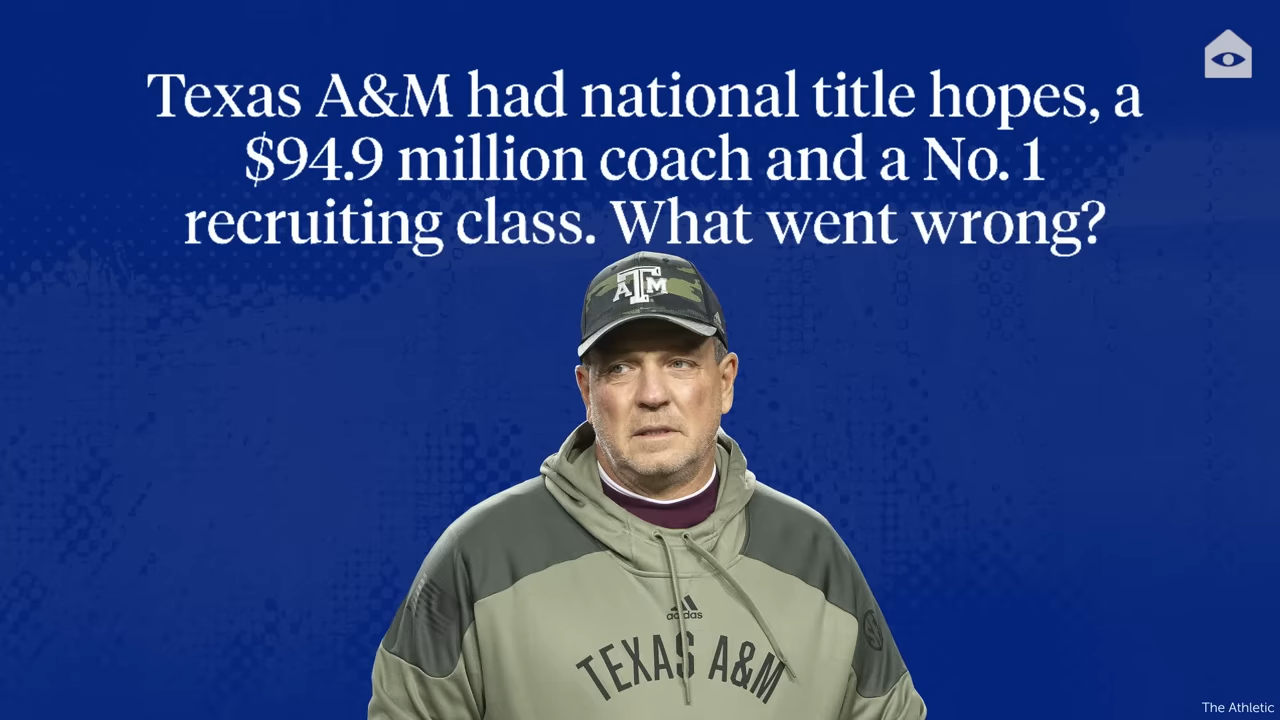 Texas A&M had national title hopes, a
$94.9 million coach and a No. 1
recruiting class. What went wrong?
ATM
adidas
TEXAS A&M
The Athletic